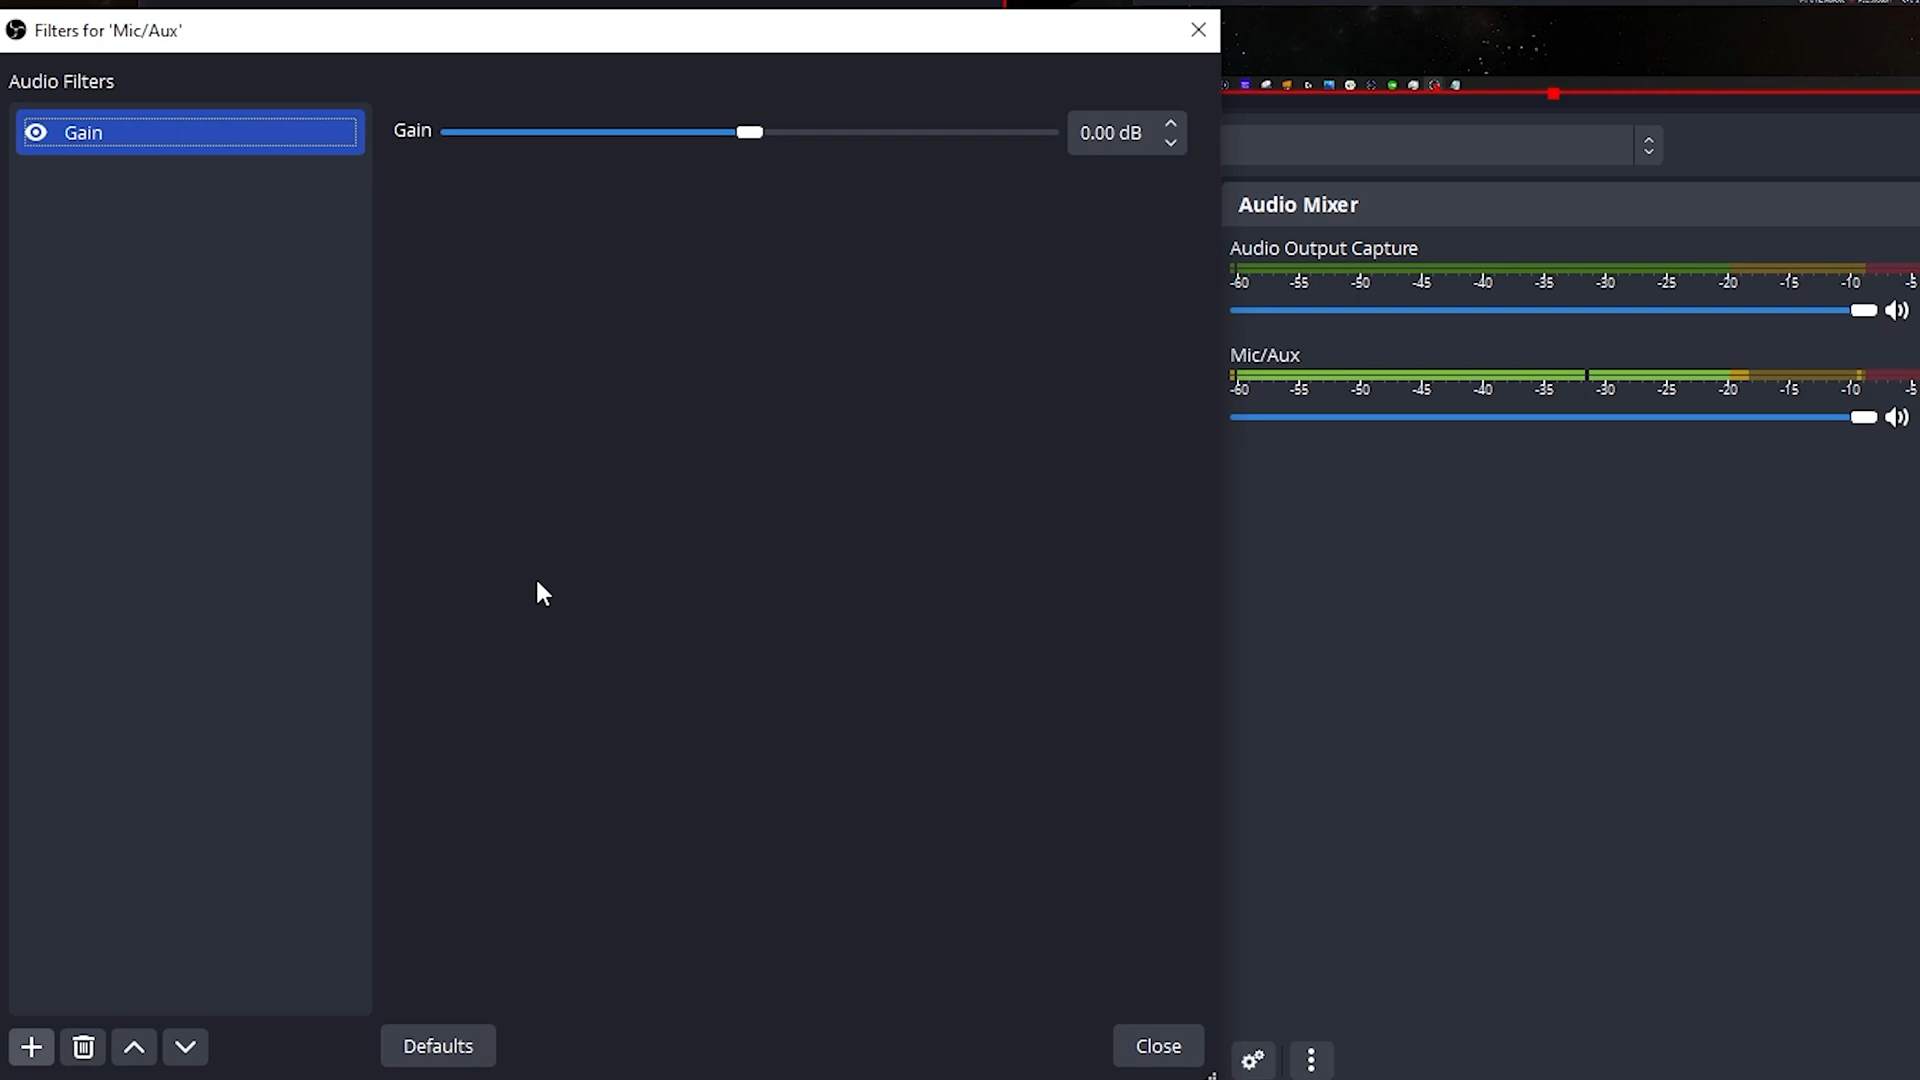 Filters for 'Mic/Aux'
Audio Filters
Gain
Gain 0.00 dB
Defaults
Close
Audio Mixer
Audio Output Capture
-60 -55 -50 -45 -40 -35 -30 -25 -20 -15 -10 -5
Mic/Aux
-60 -55 -50 -45 -40 -35 -30 -25 -20 -15 -10 -5